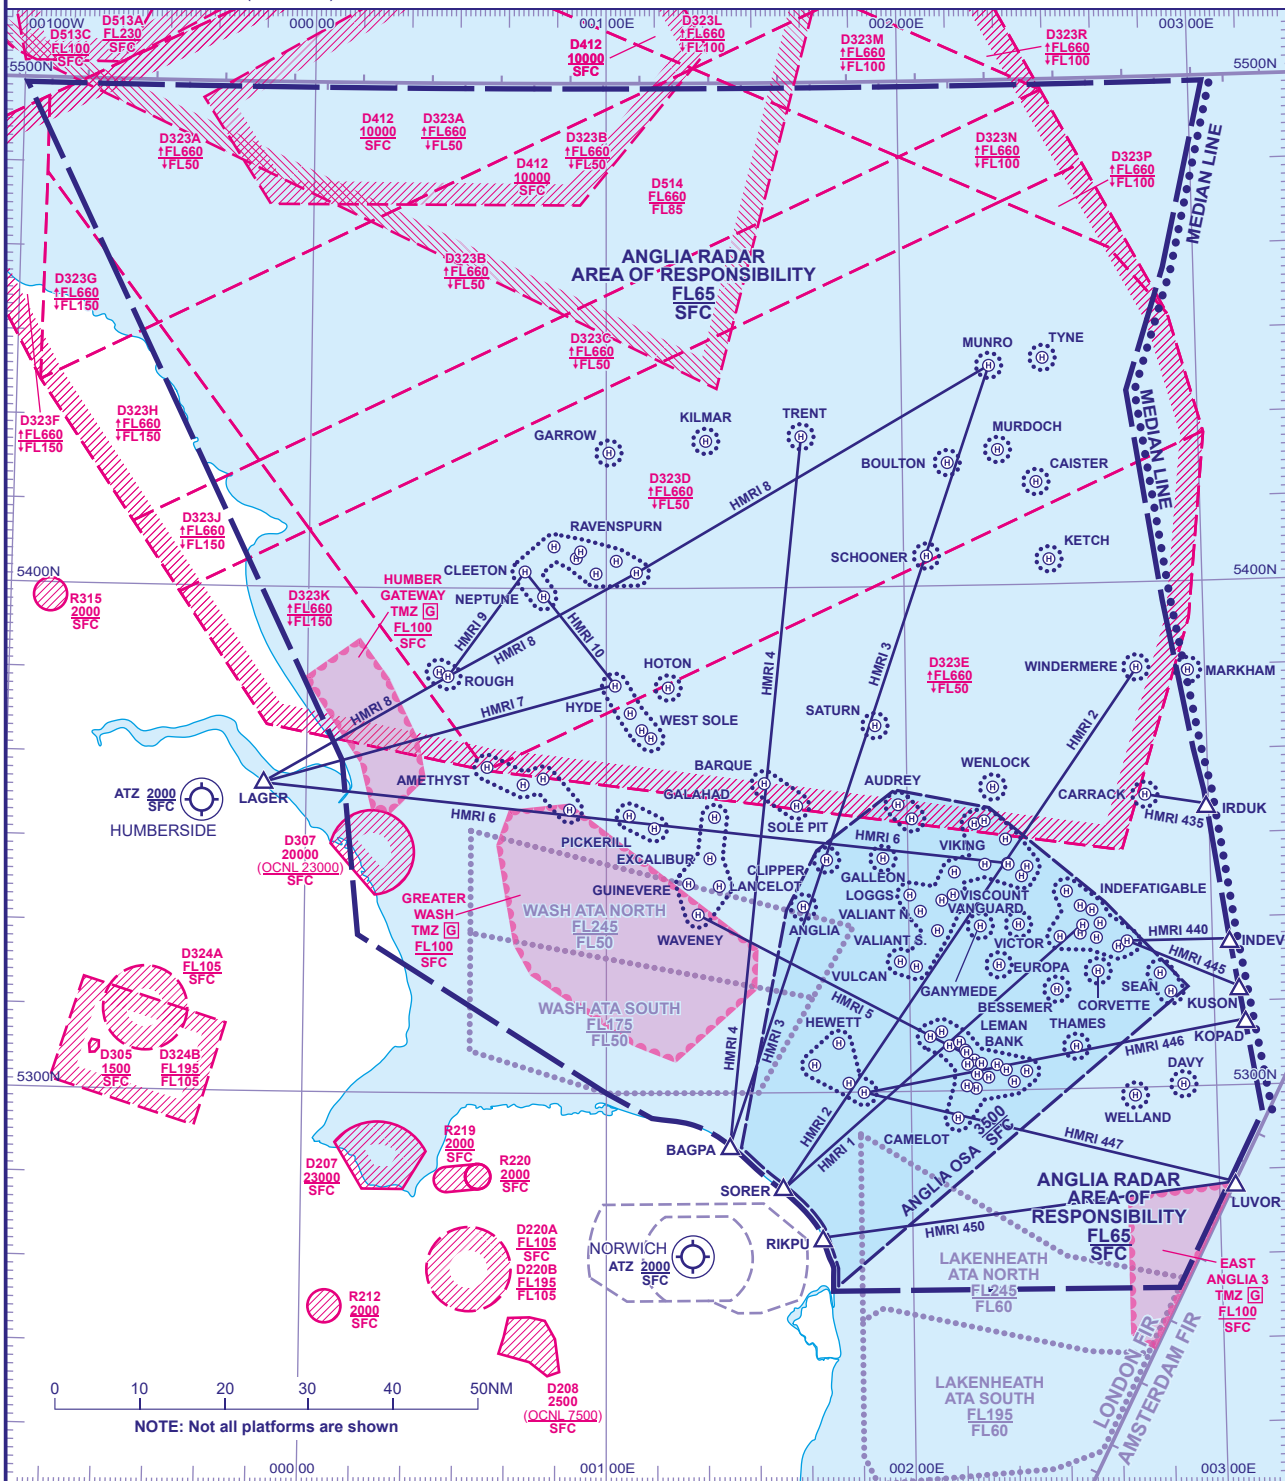 00100W
000 00
001 00E
002 00E
003 00E
5500N
5500N
D513A
FL230
SFC
D513C
FL100
SFC
D412
10000
SFC
D323L
↑FL660
↓FL100
D323M
↑FL660
↓FL100
D323R
↑FL660
↓FL100
D323A
↑FL660
↓FL50
D412
10000
SFC
D323A
↑FL660
↓FL50
D323B
↑FL660
↓FL50
D412
10000
SFC
D514
FL660
FL85
D323N
↑FL660
↓FL100
D323P
↑FL660
↓FL100
MEDIAN LINE
D323G
↑FL660
↓FL150
D323B
↑FL660
↓FL50
ANGLIA RADAR
AREA OF RESPONSIBILITY
FL65
SFC
D323C
↑FL660
↓FL50
MUNRO
TYNE
D323F
↑FL660
↓FL150
D323H
↑FL660
↓FL150
GARROW
KILMAR
TRENT
MURDOCH
BOULTON
CAISTER
MEDIAN LINE
D323D
↑FL660
↓FL50
HMRI 8
D323J
↑FL660
↓FL150
RAVENSPURN
SCHOONER
KETCH
5400N
5400N
CLEETON
NEPTUNE
HUMBER
GATEWAY
TMZ G
FL100
SFC
R315
2000
SFC
D323K
↑FL660
↓FL150
HMRI 9
HMRI 8
HMRI 10
HMRI 4
HMRI 3
D323E
↑FL660
↓FL50
WINDERMERE
MARKHAM
ROUGH
HOTON
HYDE
WEST SOLE
HMRI 8
HMRI 7
SATURN
HMRI 2
AMETHYST
BARQUE
AUDREY
WENLOCK
CARRACK
IRDUK
HMRI 435
LAGER
ATZ 2000
SFC
HUMBERSIDE
HMRI 6
GALAHAD
SOLE PIT
HMRI 6
VIKING
D307
20000
(OCNL 23000)
SFC
PICKERILL
EXCALIBUR
CLIPPER
LANCELOT
GALLEON
GUINEVERE
LOGGS
VISCOUNT
VANGUARD
INDEFATIGABLE
GREATER
WASH
TMZ G
FL100
SFC
WASH ATA NORTH
FL245
FL50
WAVENEY
ANGLIA
VALIANT N.
VALIANT S.
VICTOR
HMRI 440
INDEV
HMRI 445
D324A
FL105
SFC
VULCAN
GANYMEDE
EUROPA
BESSEMER
CORVETTE
SEAN
KUSON
WASH ATA SOUTH
FL175
FL50
HMRI 5
HEWETT
LEMAN
BANK
THAMES
KOPAD
HMRI 446
D305
1500
SFC
D324B
FL195
FL105
HMRI 4
HMRI 3
DAVY
WELLAND
5300N
5300N
HMRI 2
HMRI 1
CAMELOT
ANGLIA OSA
3500
SFC
HMRI 447
D207
23000
SFC
R219
2000
SFC
R220
2000
SFC
BAGPA
SORER
ANGLIA RADAR
AREA OF
RESPONSIBILITY
FL65
SFC
LUVOR
RIKPU
HMRI 450
D220A
FL105
SFC
D220B
FL195
FL105
NORWICH
ATZ 2000
SFC
LAKENHEATH
ATA NORTH
FL245
FL60
EAST
ANGLIA 3
TMZ G
FL100
SFC
R212
2000
SFC
D208
2500
(OCNL 7500)
SFC
LAKENHEATH
ATA SOUTH
FL195
FL60
LONDON FIR
AMSTERDAM FIR
0 10 20 30 40 50NM
NOTE: Not all platforms are shown
000 00
001 00E
002 00E
003 00E